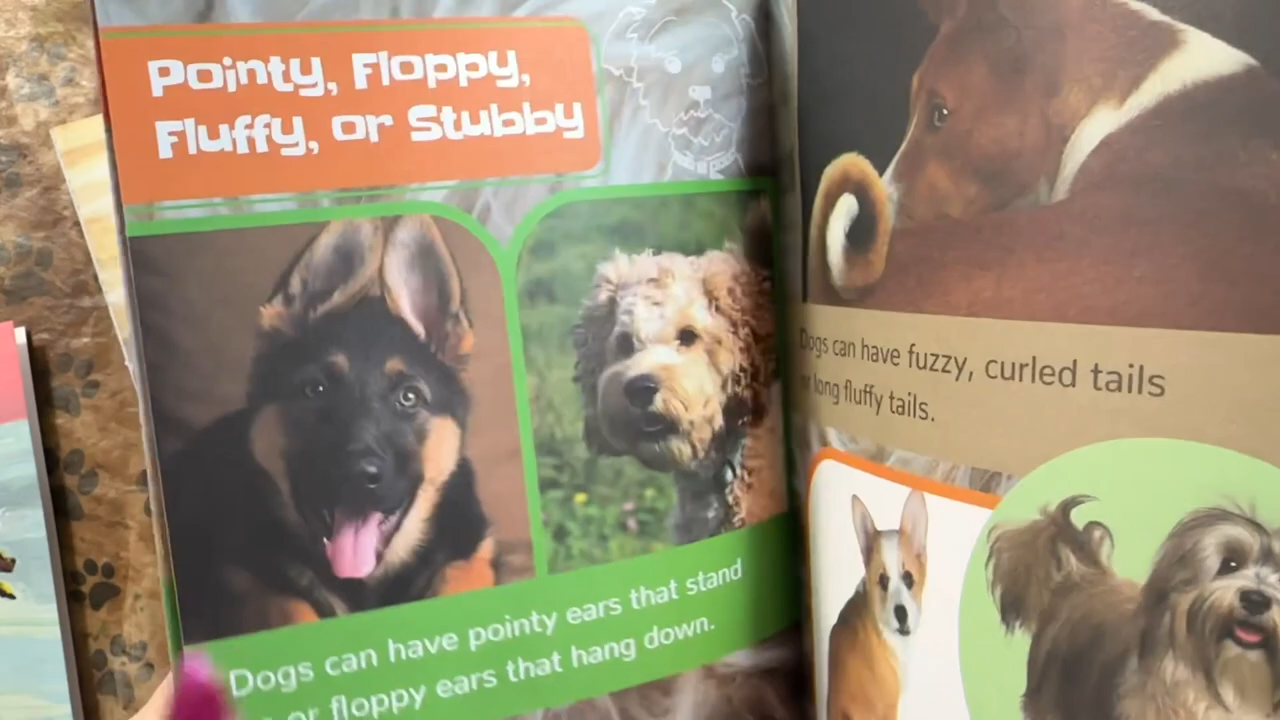 Pointy, Floppy,
Fluffy, or Stubby
Dogs can have pointy ears that stand
or floppy ears that hang down.
Dogs can have fuzzy, curled tails
or long fluffy tails.